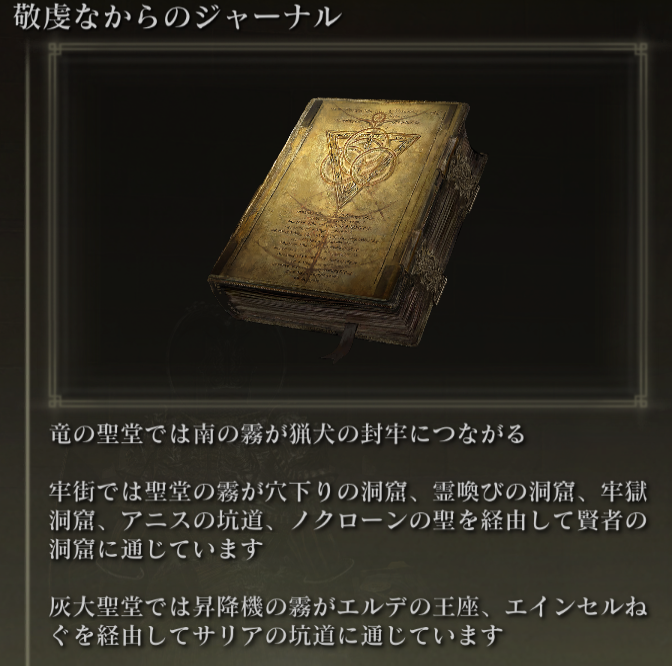 敬虔なからのジャーナル
竜の聖堂では南の霧が猟犬の封牢につながる
牢街では聖堂の霧が穴下りの洞窟、霊喚びの洞窟、牢獄
洞窟、アニスの坑道、ノクローンの聖を経由して賢者の
洞窟に通じています
灰大聖堂では昇降機の霧がエルデの王座、エインセルね
ぐを経由してサリアの坑道に通じています